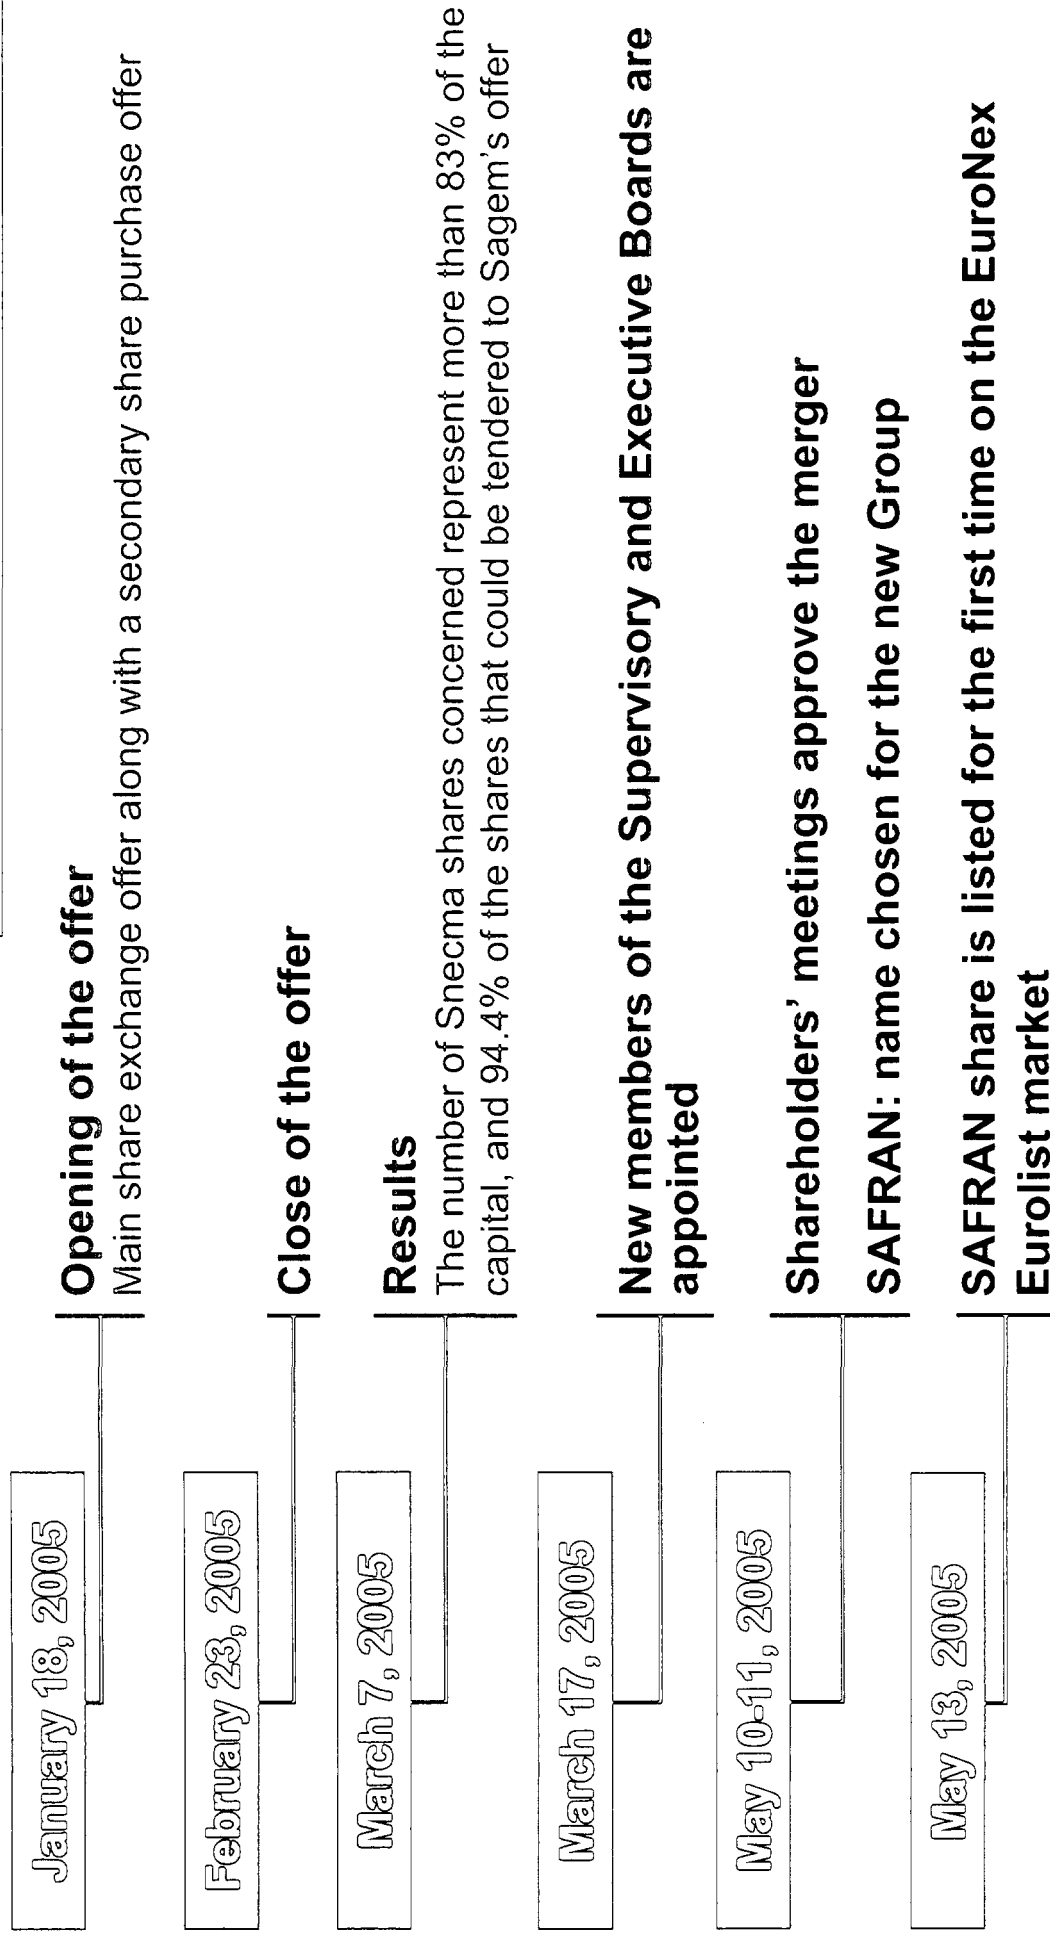 January 18, 2005
Opening of the offer
Main share exchange offer along with a secondary share purchase offer
February 23, 2005
Close of the offer
March 7, 2005
Results
The number of Snecma shares concerned represent more than 83% of the
capital, and 94.4% of the shares that could be tendered to Sagem's offer
March 17, 2005
New members of the Supervisory and Executive Boards are
appointed
May 10-11, 2005
Shareholders' meetings approve the merger
SAFRAN: name chosen for the new Group
May 13, 2005
SAFRAN share is listed for the first time on the EuroNex
Eurolist market